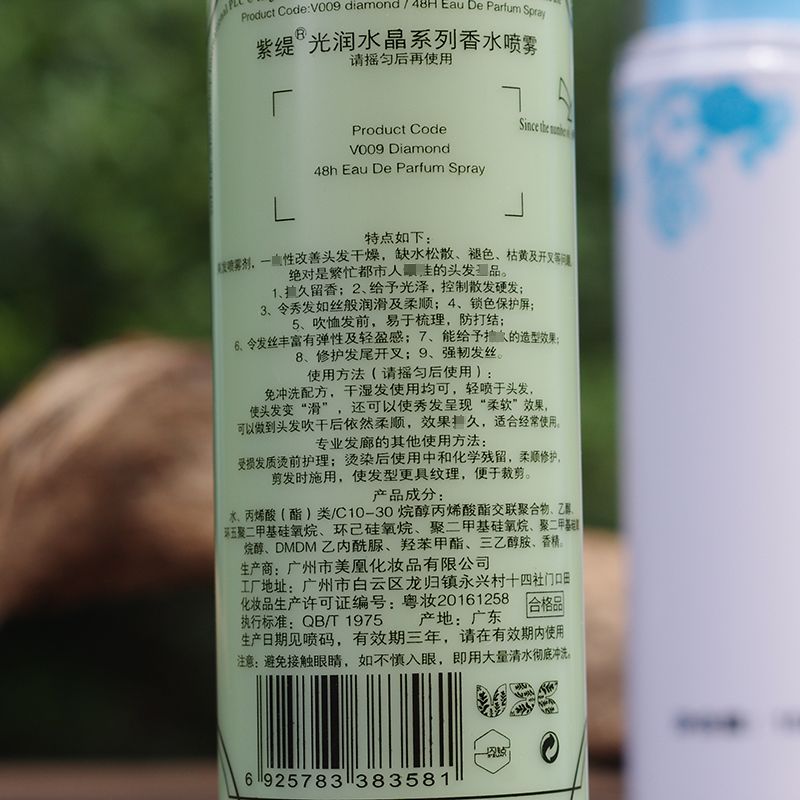 Product Code:V009 diamond / 48H Eau De Parfum Spray
紫缇® 光润水晶系列香水喷雾
请摇匀后再使用
Since the number
Product Code
V009 Diamond
48h Eau De Parfum Spray
特点如下:
发喷雾剂，一 性改善头发干燥，缺水松散、褪色、枯黄及开叉等问题，
绝对是繁忙都市人 佳的头发 品。
1、 久留香; 2、给予光泽，控制散发硬发;
3、令秀发如丝般润滑及柔顺; 4、锁色保护屏;
5、吹恤发前，易于梳理，防打结;
6、令发丝丰富有弹性及轻盈感; 7、能给予 久的造型效果;
8、修护发尾开叉; 9、强韧发丝。
使用方法（请摇匀后使用）:
免冲洗配方，干湿发使用均可，轻喷于头发，
使头发变“滑”，还可以使秀发呈现“柔软”效果，
可以做到头发吹干后依然柔顺，效果 久，适合经常使用。
专业发廊的其他使用方法:
受损发质烫前护理; 烫染后使用中和化学残留，柔顺修护，
剪发时施用，使发型更具纹理，便于裁剪。
产品成分:
水、丙烯酸（酯）类/C10-30 烷醇丙烯酸酯交联聚合物、乙醇、
环五聚二甲基硅氧烷、环己硅氧烷、聚二甲基硅氧烷、聚二甲基硅氧
烷醇、DMDM 乙内酰脲、羟苯甲酯、三乙醇胺、香精。
生产商: 广州市美凰化妆品有限公司
工厂地址: 广州市白云区龙归镇永兴村十四社门口田
化妆品生产许可证编号: 粤妆20161258 合格品
执行标准: QB/T 1975 产地: 广东
生产日期见喷码，有效期三年，请在有效期内使用
注意: 避免接触眼睛，如不慎入眼，即用大量清水彻底冲洗。
6 925783 383581